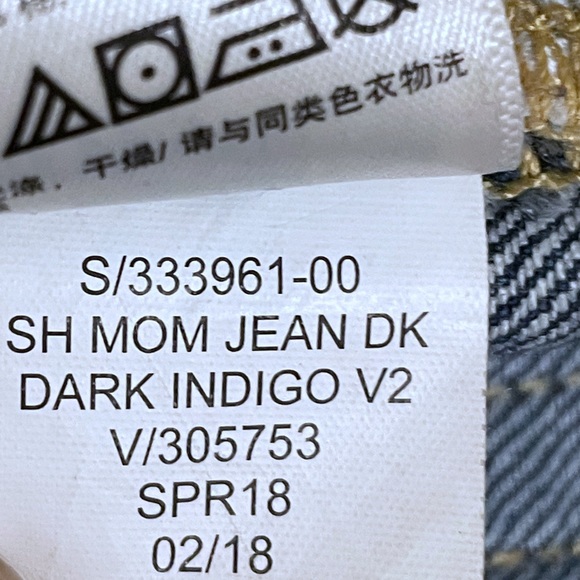 涤，干燥/ 请与同类色衣物洗
S/333961-00
SH MOM JEAN DK
DARK INDIGO V2
V/305753
SPR18
02/18